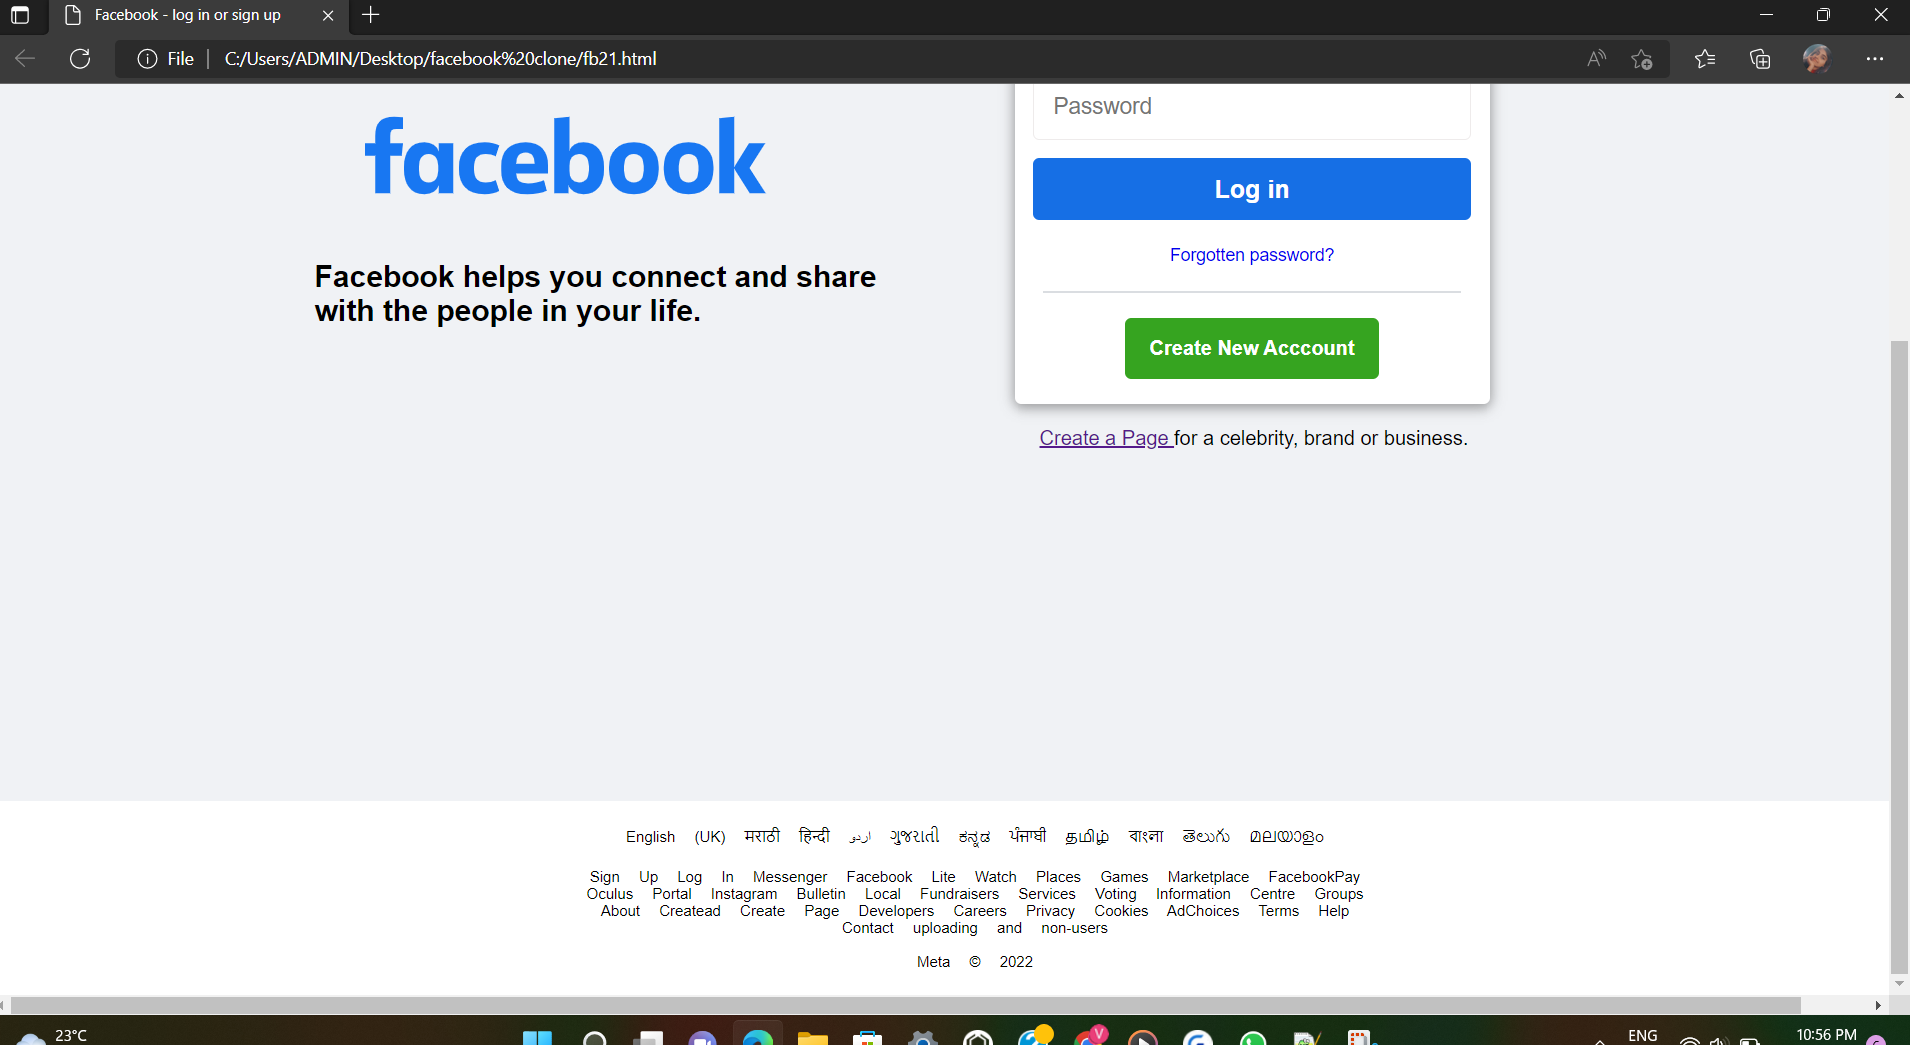 Facebook - log in or sign up
File
C:/Users/ADMIN/Desktop/facebook%20clone/fb21.html
facebook
Facebook helps you connect and share
with the people in your life.
Password
Log in
Forgotten password?
Create New Acccount
Create a Page for a celebrity, brand or business.
English (UK) मराठी हिन्दी اردو ગુજરાતી ಕನ್ನಡ ਪੰਜਾਬੀ தமிழ் বাংলা తెలుగు മലയാളം
Sign Up Log In Messenger Facebook Lite Watch Places Games Marketplace FacebookPay
Oculus Portal Instagram Bulletin Local Fundraisers Services Voting Information Centre Groups
About Createad Create Page Developers Careers Privacy Cookies AdChoices Terms Help
Contact uploading and non-users
Meta © 2022
23°C
V
ENG
10:56 PM